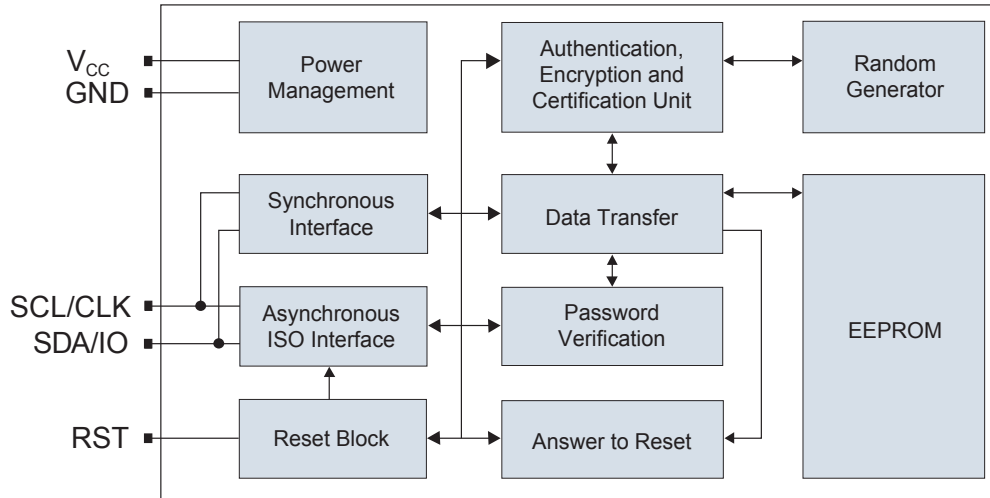 V_CC
GND
SCL/CLK
SDA/IO
RST
Power
Management
Synchronous
Interface
Asynchronous
ISO Interface
Reset Block
Authentication,
Encryption and
Certification Unit
Data Transfer
Password
Verification
Answer to Reset
Random
Generator
EEPROM